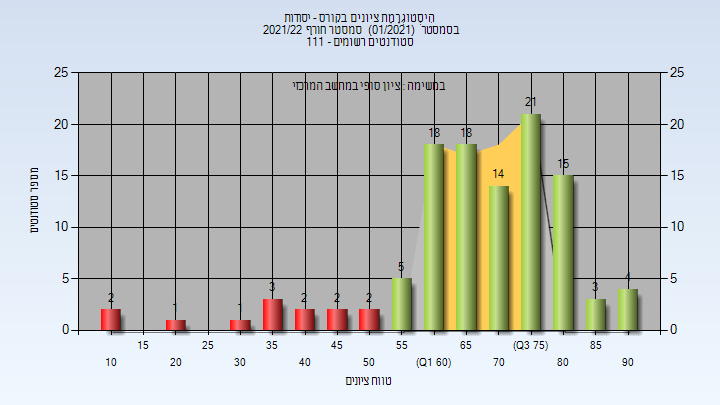 היסטוגרמת ציונים בקורס - יסודות
בסמסטר (01/2021) סמסטר חורף 2021/22
סטודנטים רשומים - 111
במשימה : ציון סופי במחשב המרכזי
25 25
20 20
15 15
10 10
5 5
0 0
מספר סטודנטים
2 1 1 3 2 2 2 5 18 18 14 21 15 3 4
15 25 35 45 55 65 (Q3 75) 85
10 20 30 40 50 (Q1 60) 70 80 90
טווח ציונים